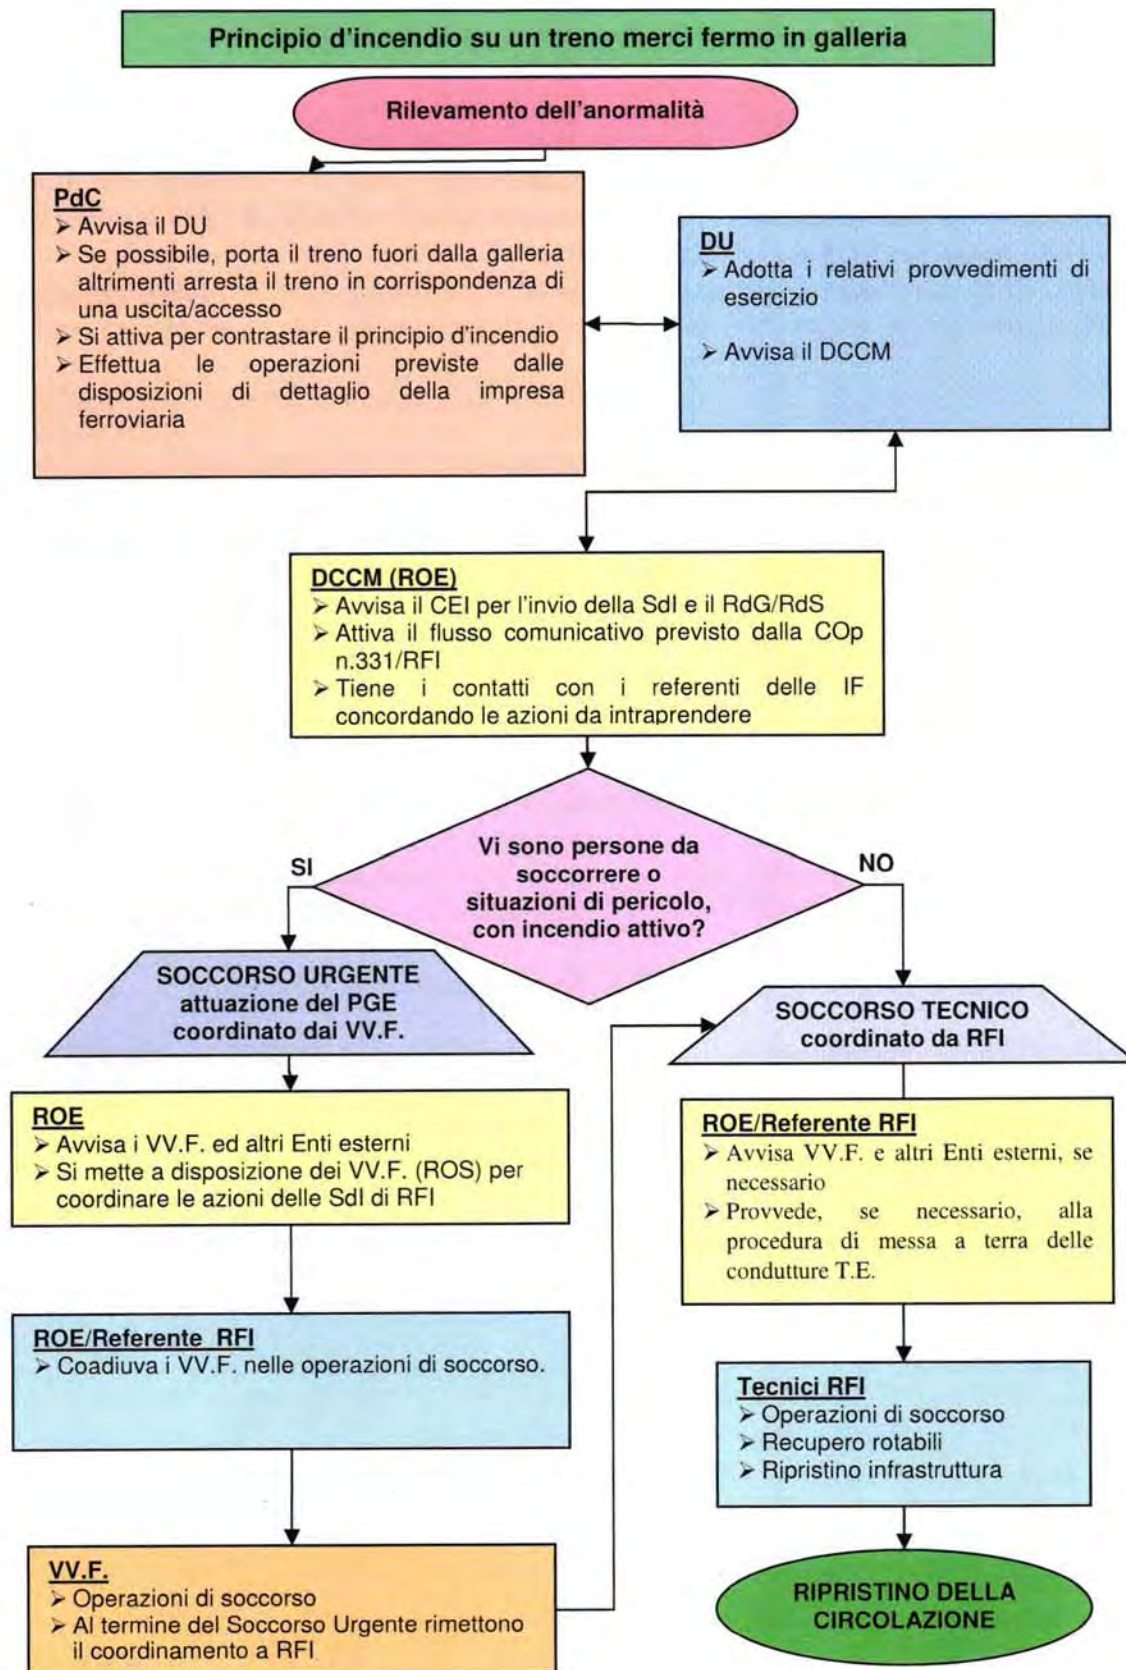 Principio d'incendio su un treno merci fermo in galleria
Rilevamento dell'anormalità
PdC
➢ Avvisa il DU
➢ Se possibile, porta il treno fuori dalla galleria
altrimenti arresta il treno in corrispondenza di
una uscita/accesso
➢ Si attiva per contrastare il principio d'incendio
➢ Effettua le operazioni previste dalle
disposizioni di dettaglio della impresa
ferroviaria
DU
➢ Adotta i relativi provvedimenti di
esercizio
➢ Avvisa il DCCM
DCCM (ROE)
➢ Avvisa il CEI per l'invio della SdI e il RdG/RdS
➢ Attiva il flusso comunicativo previsto dalla COp
n.331/RFI
➢ Tiene i contatti con i referenti delle IF
concordando le azioni da intraprendere
Vi sono persone da
soccorrere o
situazioni di pericolo,
con incendio attivo?
SI
NO
SOCCORSO URGENTE
attuazione del PGE
coordinato dai VV.F.
ROE
➢ Avvisa i VV.F. ed altri Enti esterni
➢ Si mette a disposizione dei VV.F. (ROS) per
coordinare le azioni delle SdI di RFI
ROE/Referente RFI
➢ Coadiuva i VV.F. nelle operazioni di soccorso.
VV.F.
➢ Operazioni di soccorso
➢ Al termine del Soccorso Urgente rimettono
il coordinamento a RFI
SOCCORSO TECNICO
coordinato da RFI
ROE/Referente RFI
➢ Avvisa VV.F. e altri Enti esterni, se
necessario
➢ Provvede, se necessario, alla
procedura di messa a terra delle
condutture T.E.
Tecnici RFI
➢ Operazioni di soccorso
➢ Recupero rotabili
➢ Ripristino infrastruttura
RIPRISTINO DELLA
CIRCOLAZIONE